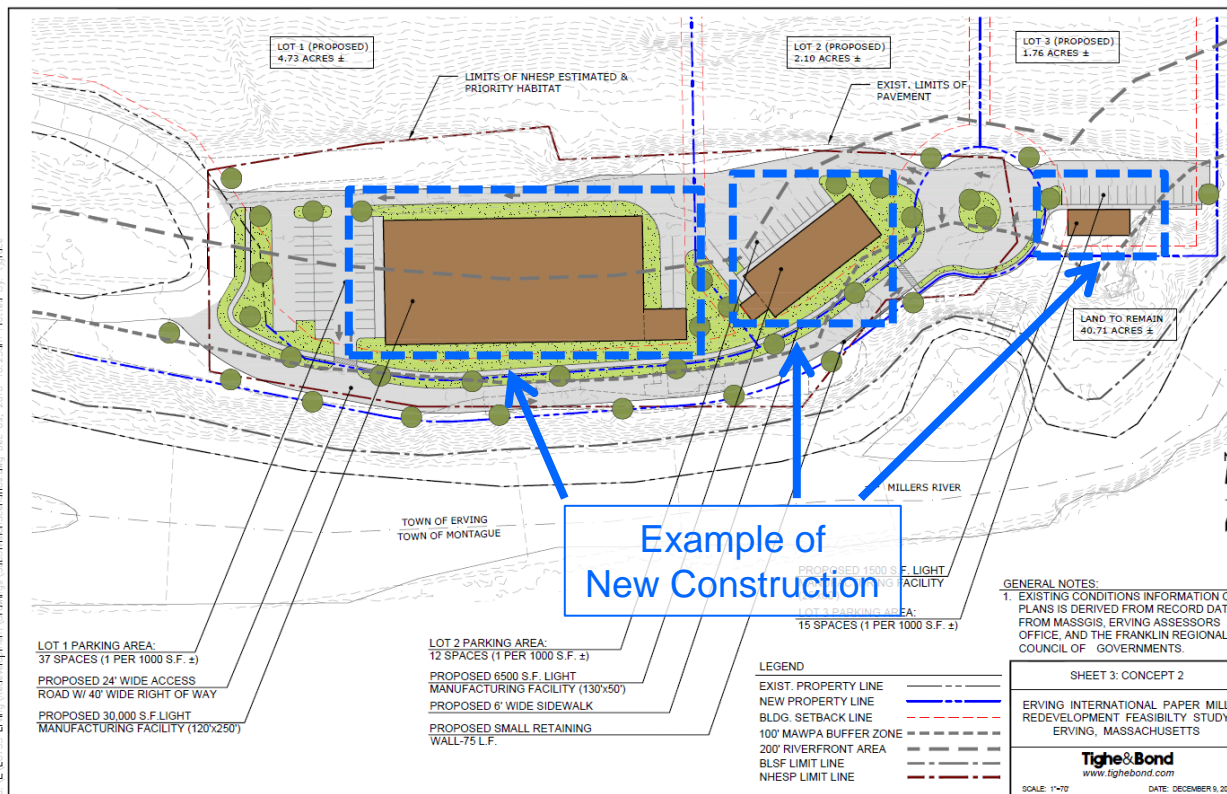 LOT 1 (PROPOSED)
4.73 ACRES ±
LIMITS OF NHESP ESTIMATED &
PRIORITY HABITAT
LOT 2 (PROPOSED)
2.10 ACRES ±
EXIST. LIMITS OF
PAVEMENT
LOT 3 (PROPOSED)
1.76 ACRES ±
LAND TO REMAIN
40.71 ACRES ±
MILLERS RIVER
TOWN OF ERVING
TOWN OF MONTAGUE
Example of
New Construction
PROPOSED 1500 S.F. LIGHT
FACILITY
LOT 3 PARKING AREA:
15 SPACES (1 PER 1000 S.F. ±)
LOT 1 PARKING AREA:
37 SPACES (1 PER 1000 S.F. ±)
PROPOSED 24' WIDE ACCESS
ROAD W/ 40' WIDE RIGHT OF WAY
PROPOSED 30,000 S.F.LIGHT
MANUFACTURING FACILITY (120'x250')
LOT 2 PARKING AREA:
12 SPACES (1 PER 1000 S.F. ±)
PROPOSED 6500 S.F. LIGHT
MANUFACTURING FACILITY (130'x50')
PROPOSED 6' WIDE SIDEWALK
PROPOSED SMALL RETAINING
WALL-75 L.F.
LEGEND
EXIST. PROPERTY LINE
NEW PROPERTY LINE
BLDG. SETBACK LINE
100' MAWPA BUFFER ZONE
200' RIVERFRONT AREA
BLSF LIMIT LINE
NHESP LIMIT LINE
GENERAL NOTES:
1. EXISTING CONDITIONS INFORMATION
PLANS IS DERIVED FROM RECORD DAT
FROM MASSGIS, ERVING ASSESSORS
OFFICE, AND THE FRANKLIN REGIONAL
COUNCIL OF GOVERNMENTS.
SHEET 3: CONCEPT 2
ERVING INTERNATIONAL PAPER MILL
REDEVELOPMENT FEASIBILTY STUDY
ERVING, MASSACHUSETTS
Tighe&Bond
www.tighebond.com
SCALE: 1"=70'
DATE: DECEMBER 9, 20